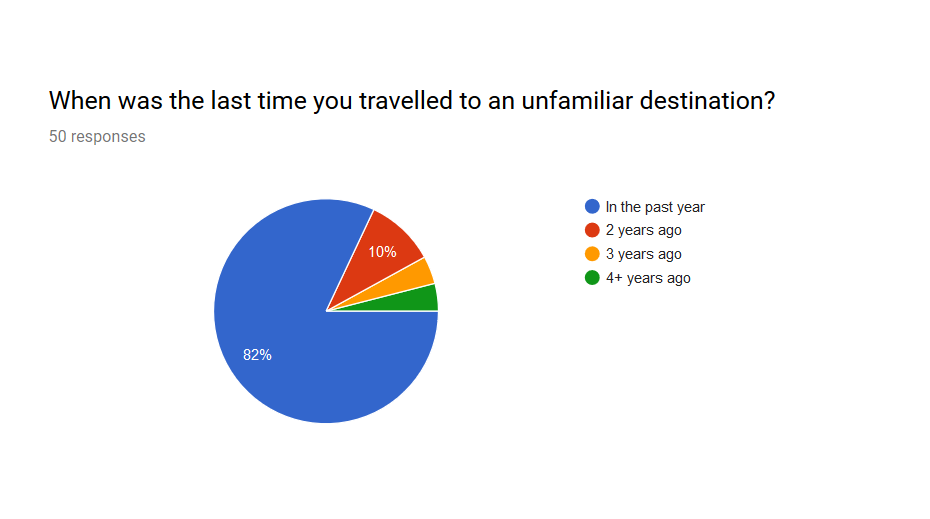 When was the last time you travelled to an unfamiliar destination?
50 responses
In the past year
2 years ago
3 years ago
4+ years ago
10%
82%